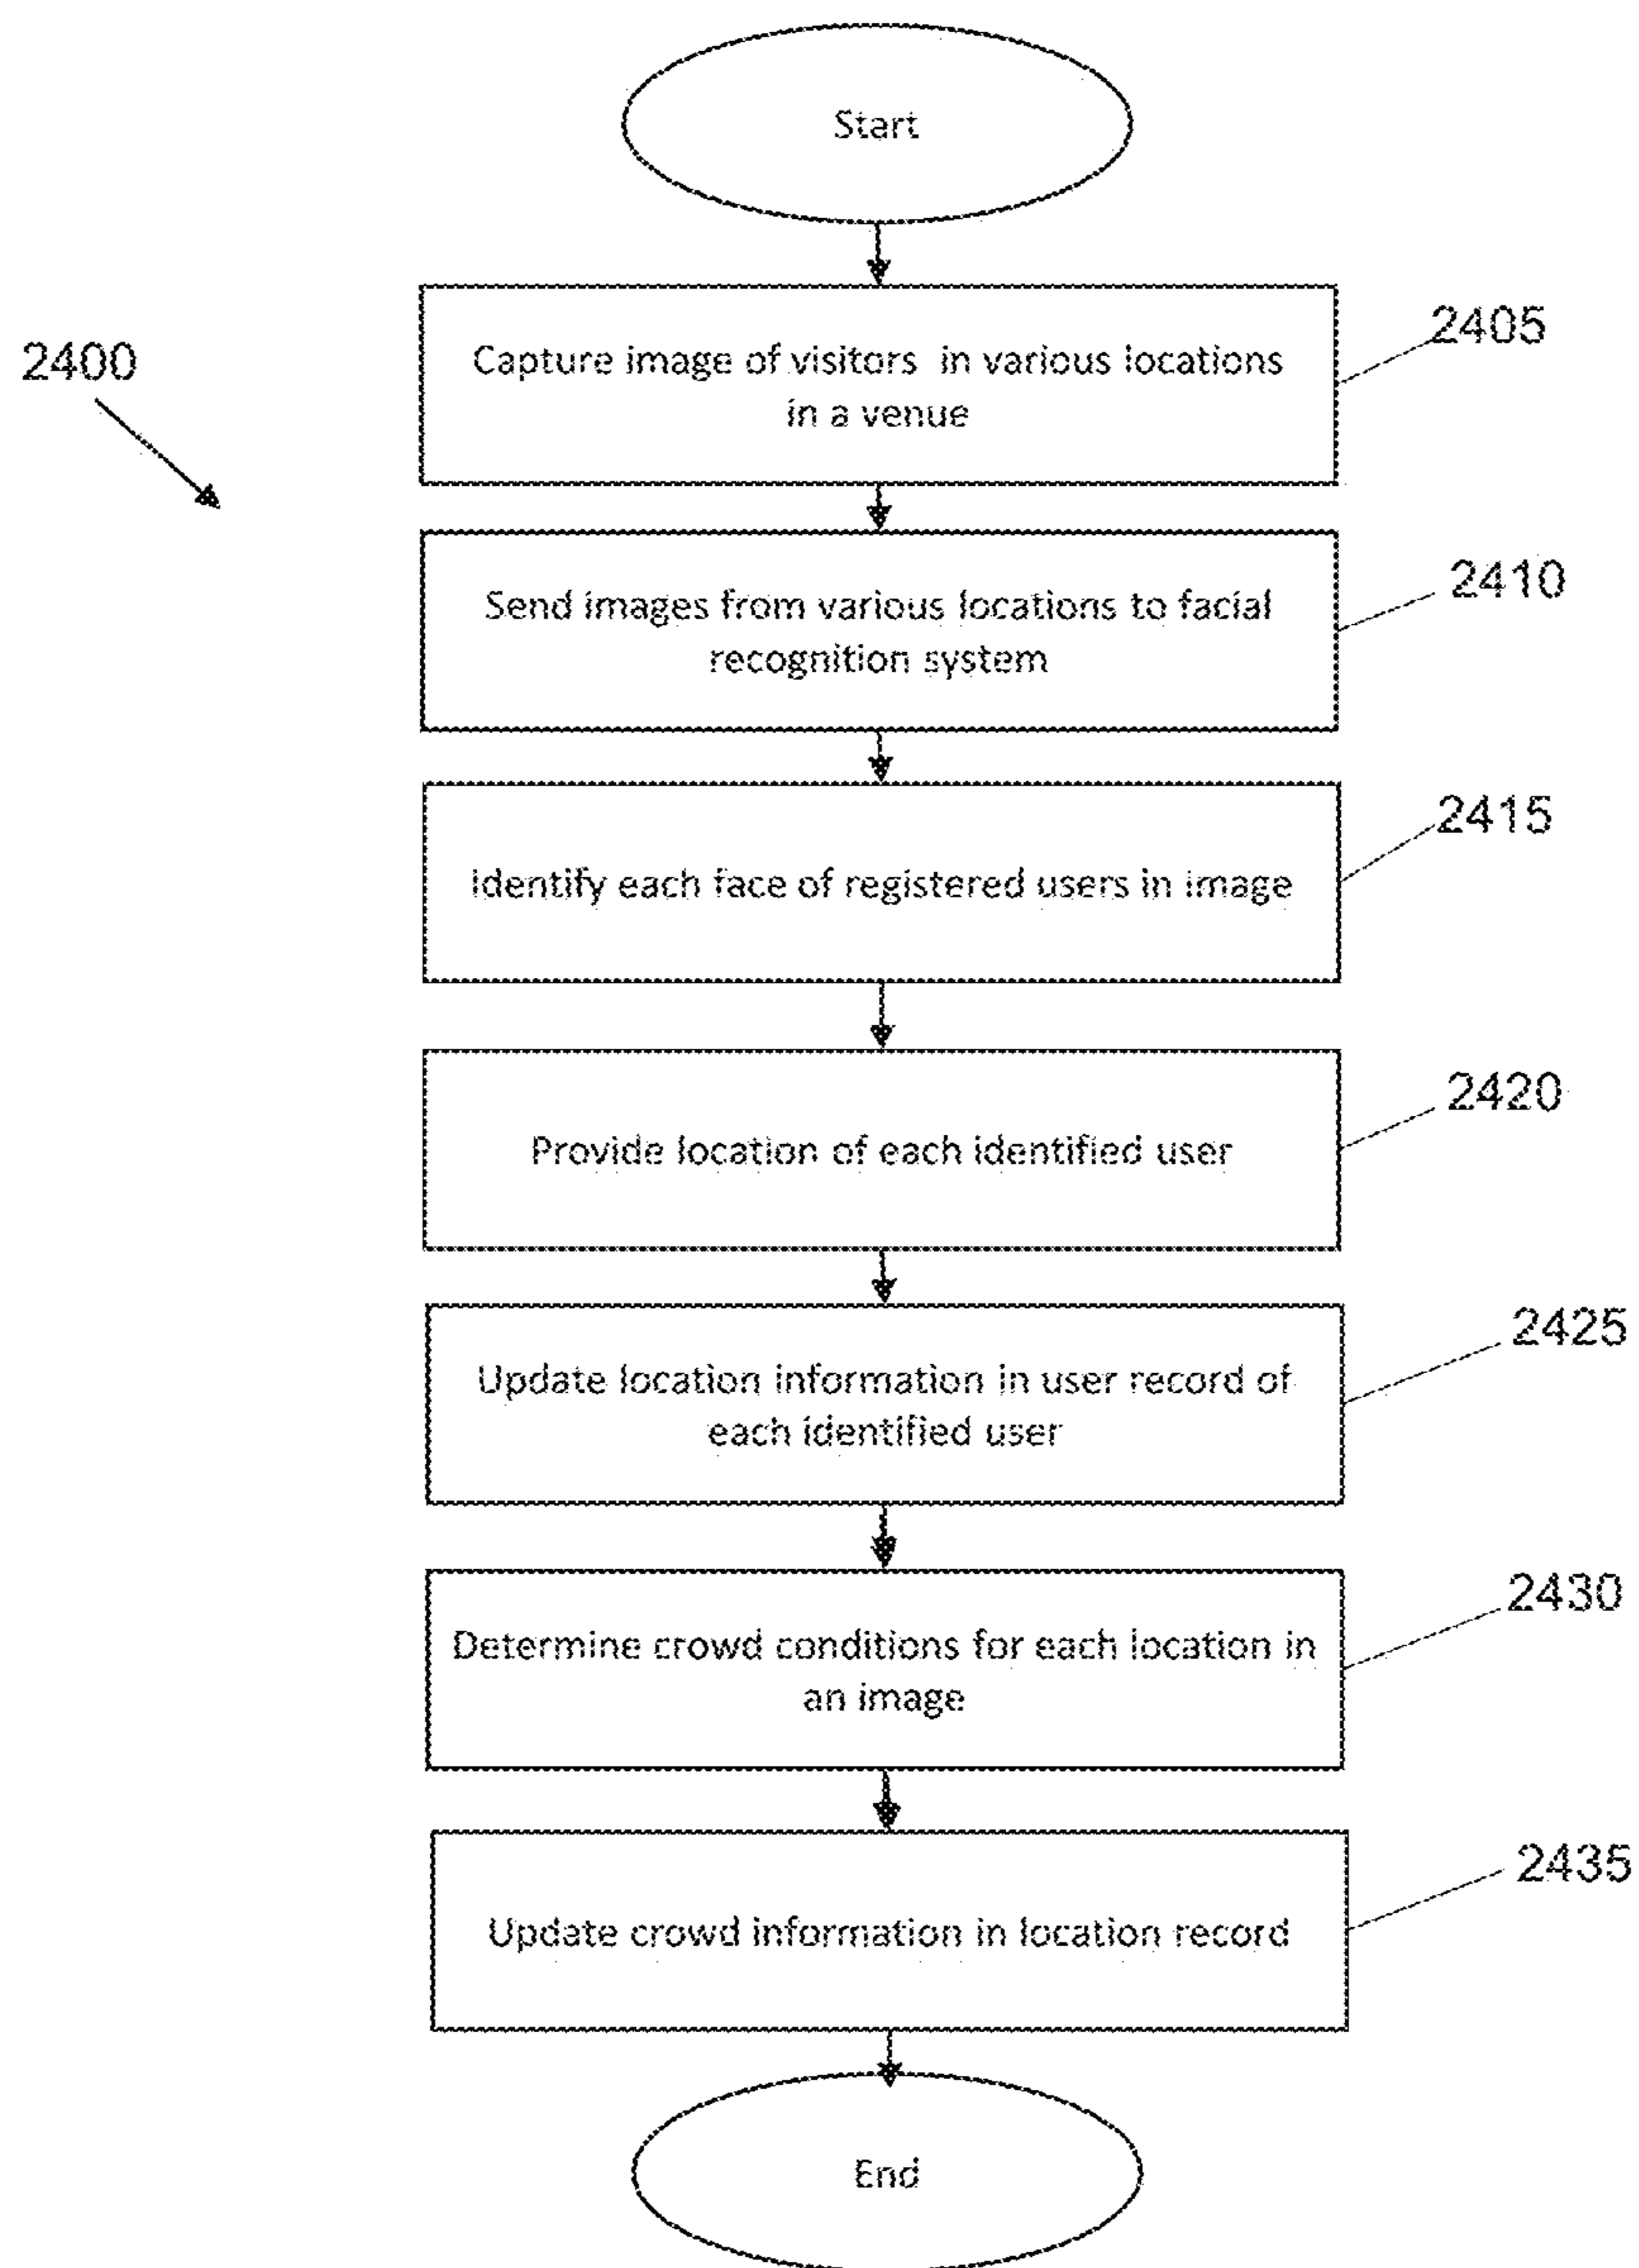 Start
2400
Capture image of visitors in various locations
in a venue
2405
Send images from various locations to facial
recognition system
2410
Identify each face of registered users in image
2415
Provide location of each identified user
2420
Update location information in user record of
each identified user
2425
Determine crowd conditions for each location in
an image
2430
Update crowd information in location record
2435
End